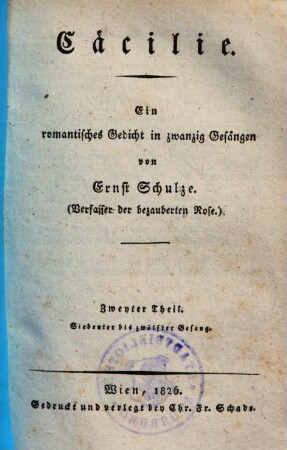 Cäcilie.
Ein
romantisches Gedicht in zwanzig Gesängen
von
Ernst Schulze.
(Verfasser der bezauberten Rose.)
Zweyter Theil.
Siebenter bis zwölfter Gesang.
Wien, 1826.
Gedruckt und verlegt bey Chr. Fr. Schade.